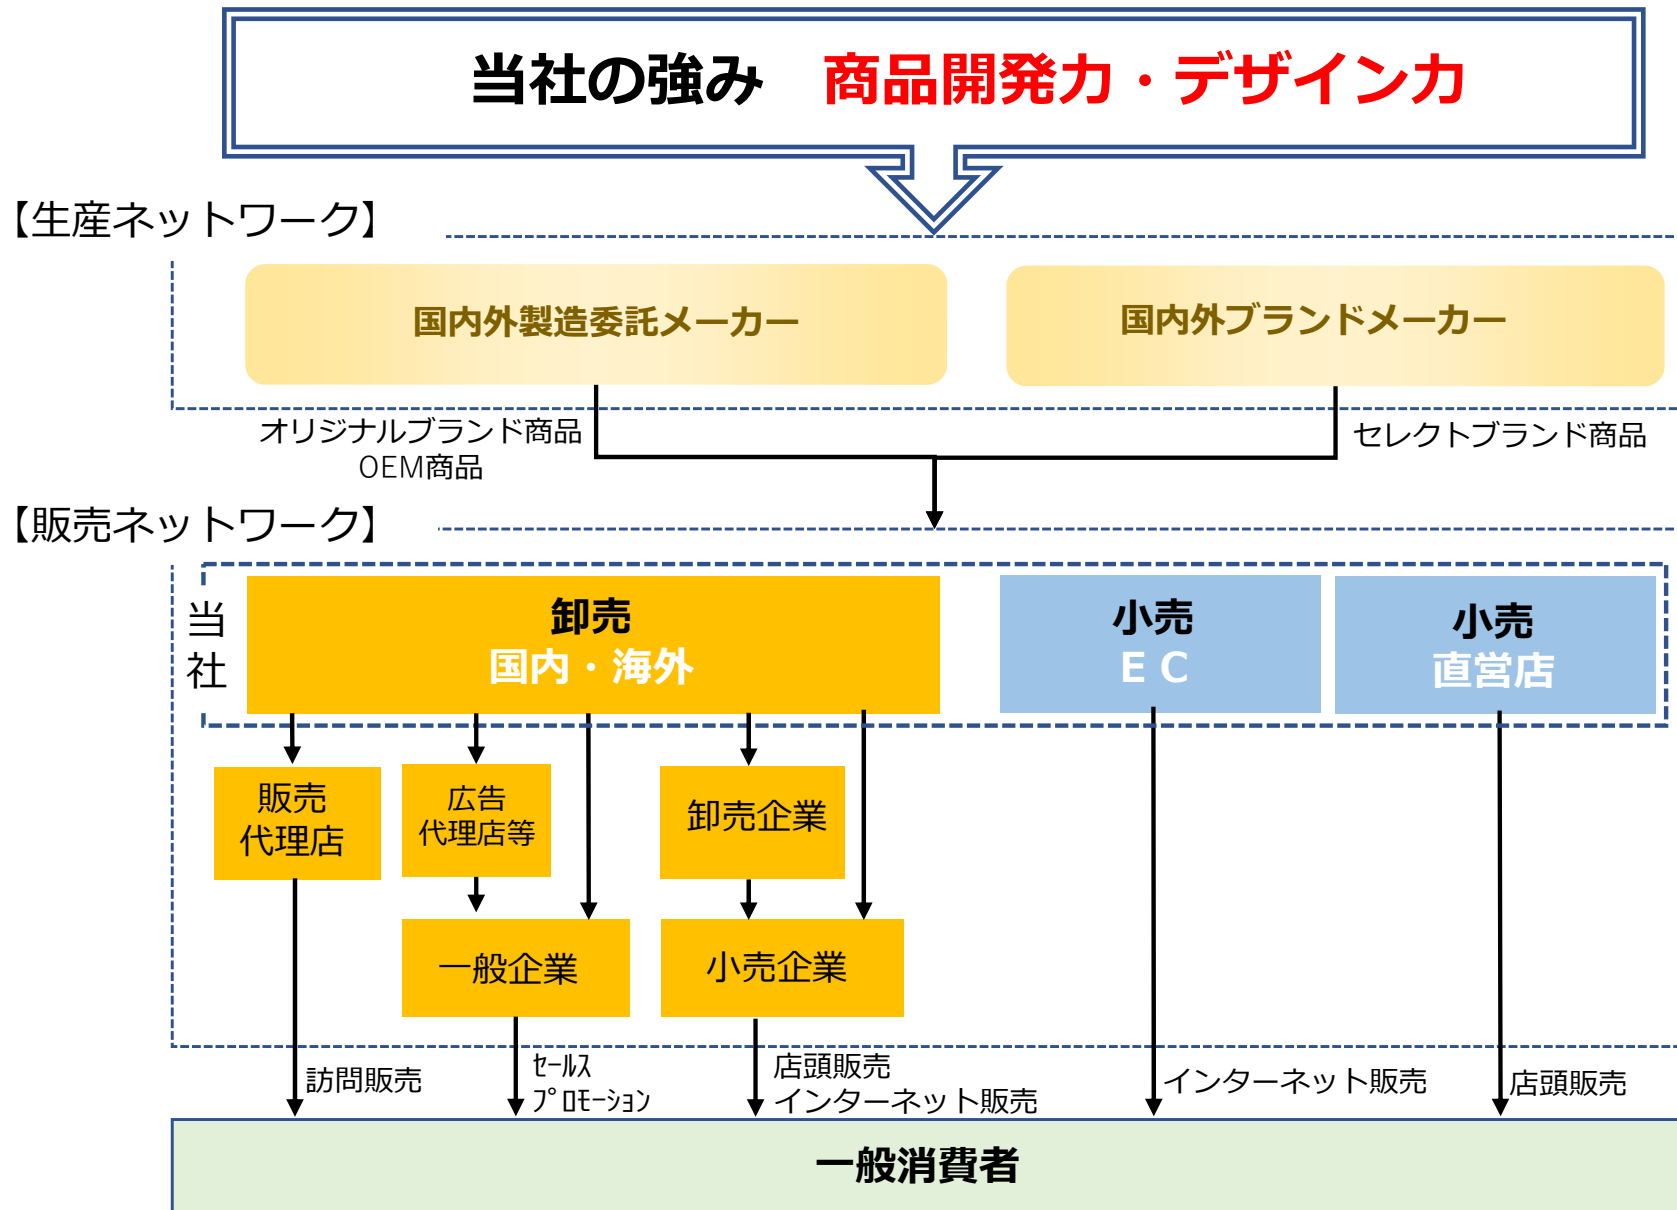 当社の強み　商品開発力・デザイン力
【生産ネットワーク】
国内外製造委託メーカー
国内外ブランドメーカー
オリジナルブランド商品
OEM商品
セレクトブランド商品
【販売ネットワーク】
当社
卸売
国内・海外
小売
ＥＣ
小売
直営店
販売
代理店
広告
代理店等
卸売企業
一般企業
小売企業
訪問販売
ｾｰﾙｽ
ﾌﾟﾛﾓｰｼｮﾝ
店頭販売
インターネット販売
インターネット販売
店頭販売
一般消費者